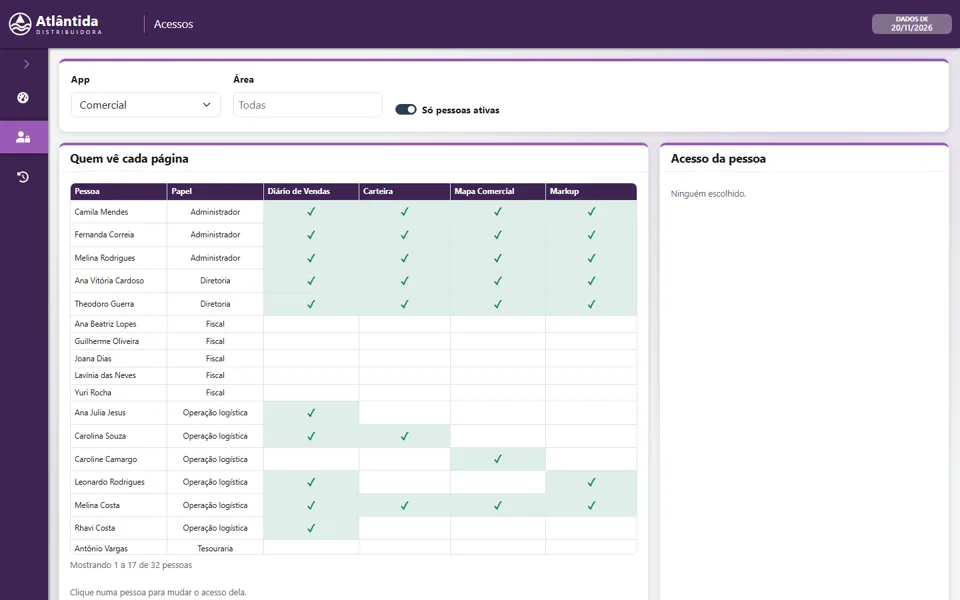 Atlântida
DISTRIBUIDORA
Acessos
DADOS DE
20/11/2026
App
Área
Comercial
Todas
Só pessoas ativas
Quem vê cada página
Acesso da pessoa
Ninguém escolhido.
Pessoa Papel Diário de Vendas Carteira Mapa Comercial Markup
Camila Mendes Administrador ✓ ✓ ✓ ✓
Fernanda Correia Administrador ✓ ✓ ✓ ✓
Melina Rodrigues Administrador ✓ ✓ ✓ ✓
Ana Vitória Cardoso Diretoria ✓ ✓ ✓ ✓
Theodoro Guerra Diretoria ✓ ✓ ✓ ✓
Ana Beatriz Lopes Fiscal
Guilherme Oliveira Fiscal
Joana Dias Fiscal
Lavínia das Neves Fiscal
Yuri Rocha Fiscal
Ana Julia Jesus Operação logística ✓
Carolina Souza Operação logística ✓ ✓
Caroline Camargo Operação logística ✓
Leonardo Rodrigues Operação logística ✓ ✓
Melina Costa Operação logística ✓ ✓ ✓ ✓
Rhavi Costa Operação logística ✓
Antônio Vargas Tesouraria
Mostrando 1 a 17 de 32 pessoas
Clique numa pessoa para mudar o acesso dela.